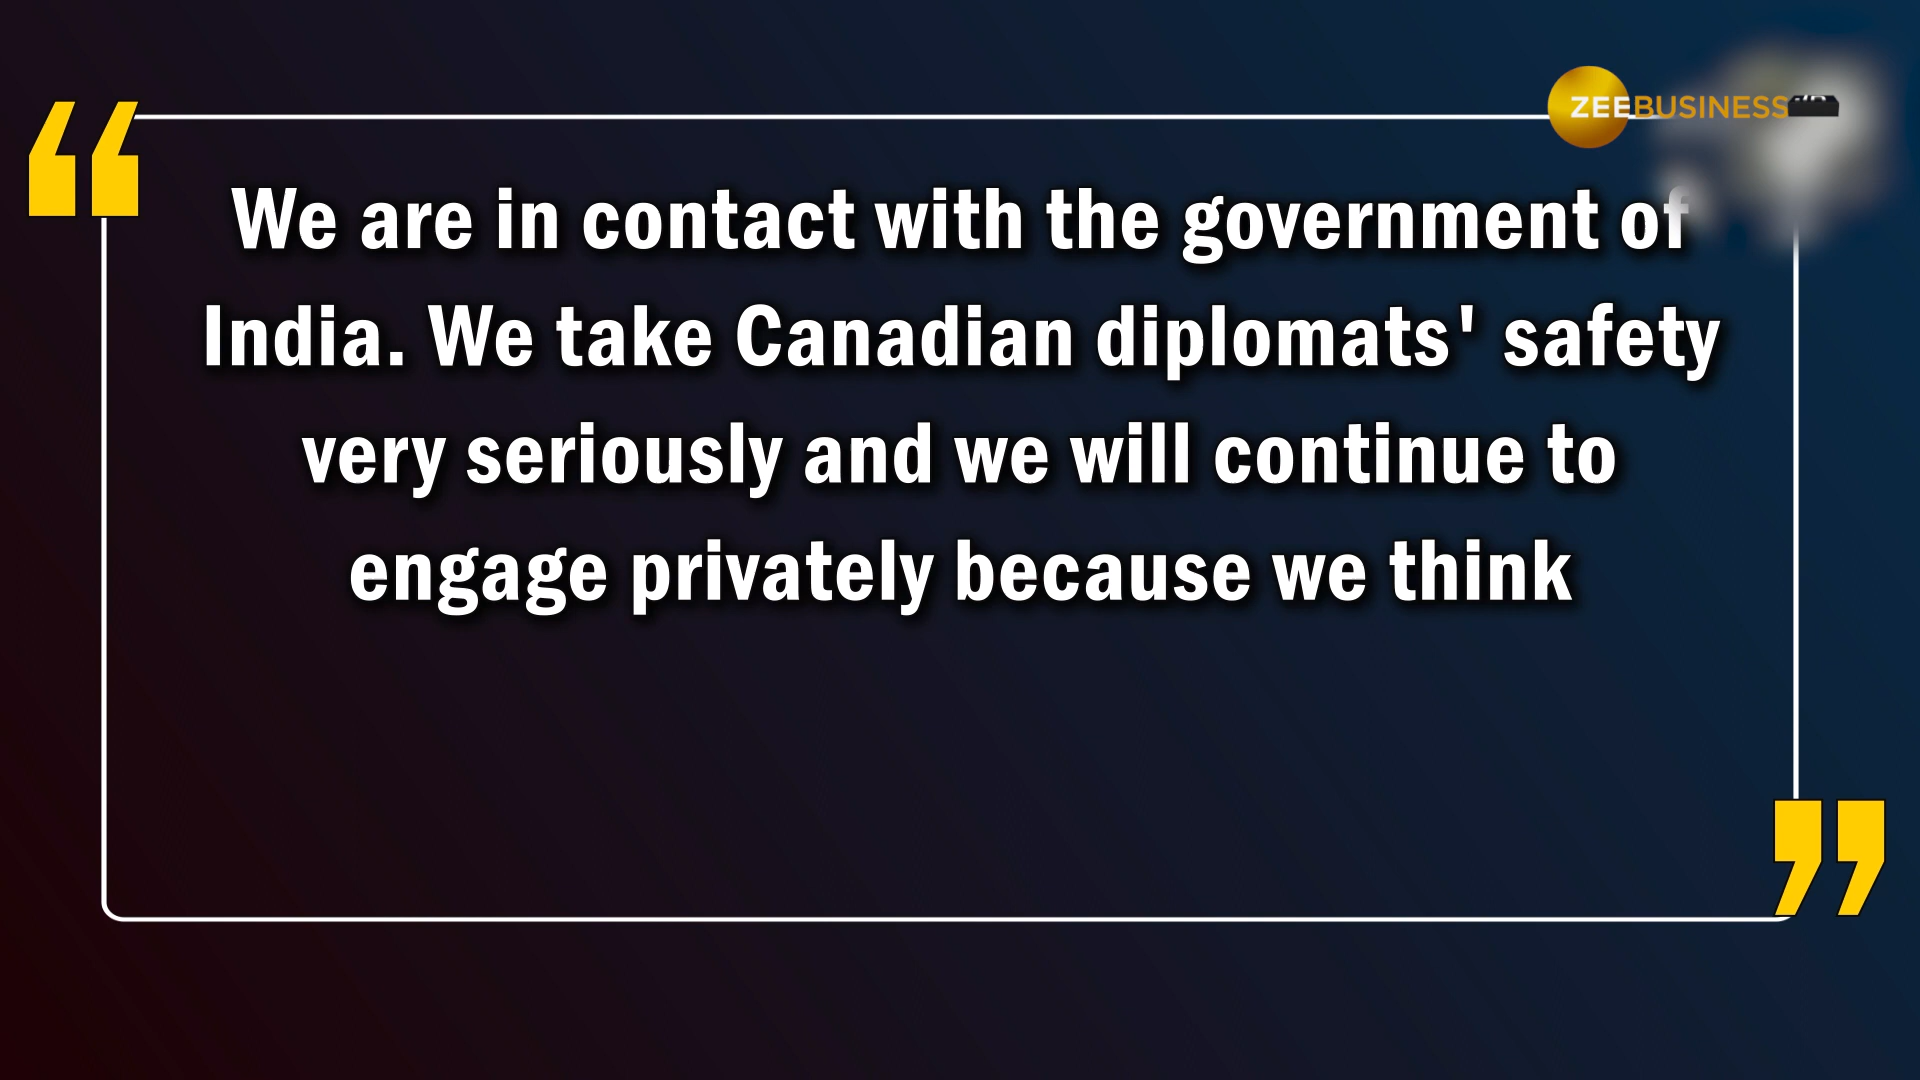 ZEEBUSINESS
We are in contact with the government of
India. We take Canadian diplomats' safety
very seriously and we will continue to
engage privately because we think